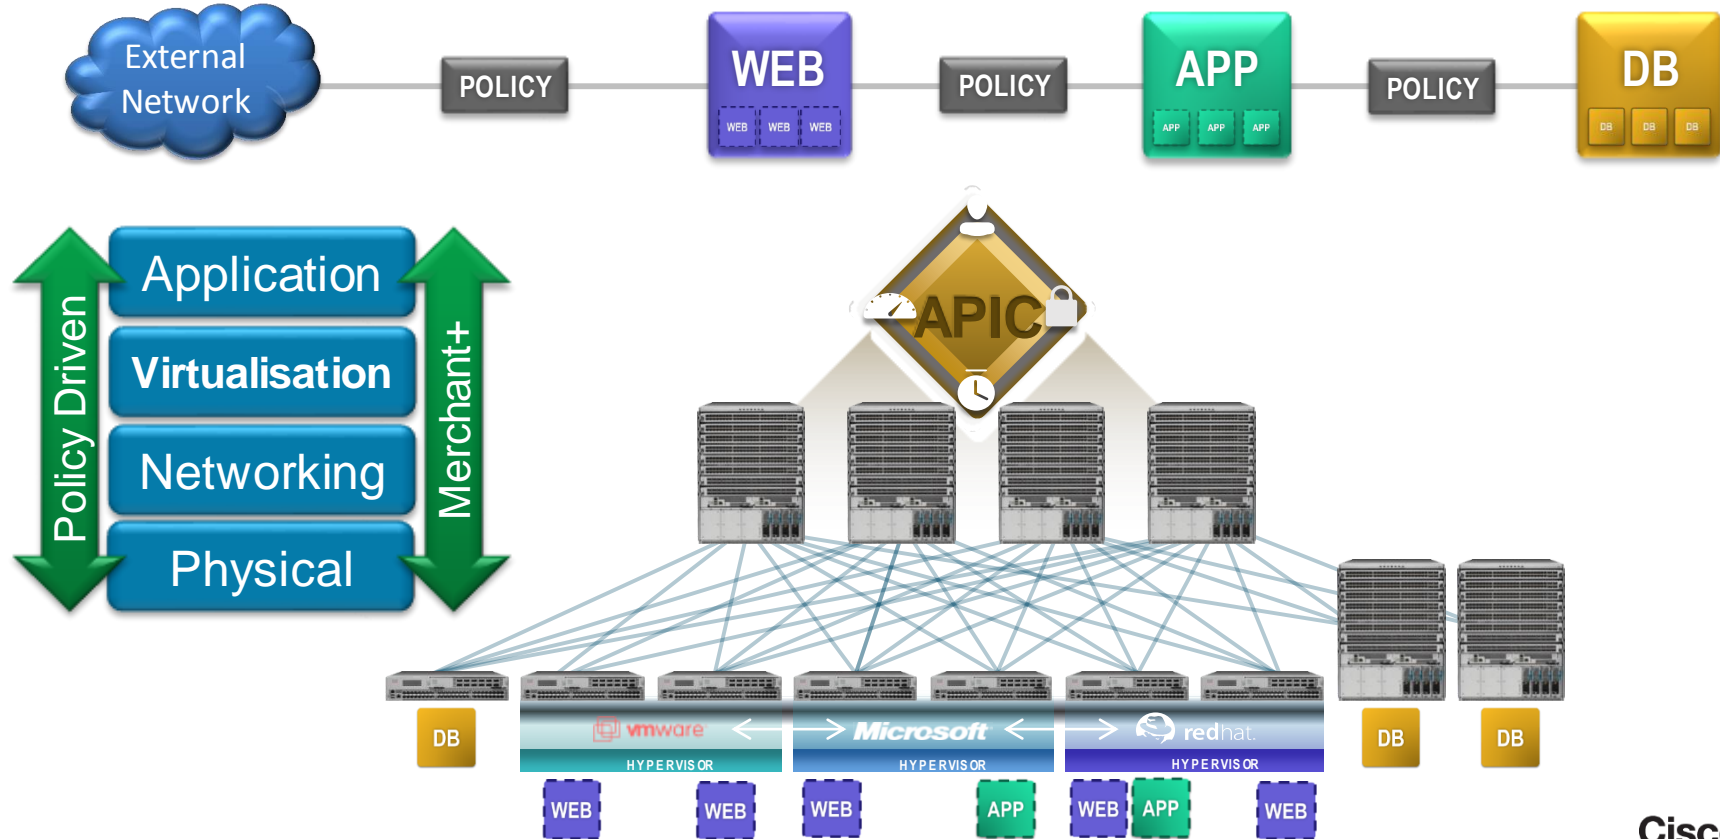 External
Network
POLICY
WEB
WEB WEB WEB
POLICY
APP
APP APP APP
POLICY
DB
DB DB DB
Policy Driven
Application
Virtualisation
Networking
Physical
Merchant+
APIC
DB
vmware
Microsoft
redhat.
HYPERVISOR
HYPERVISOR
HYPERVISOR
DB
DB
WEB
WEB
WEB
APP
WEB
APP
WEB
Cisc